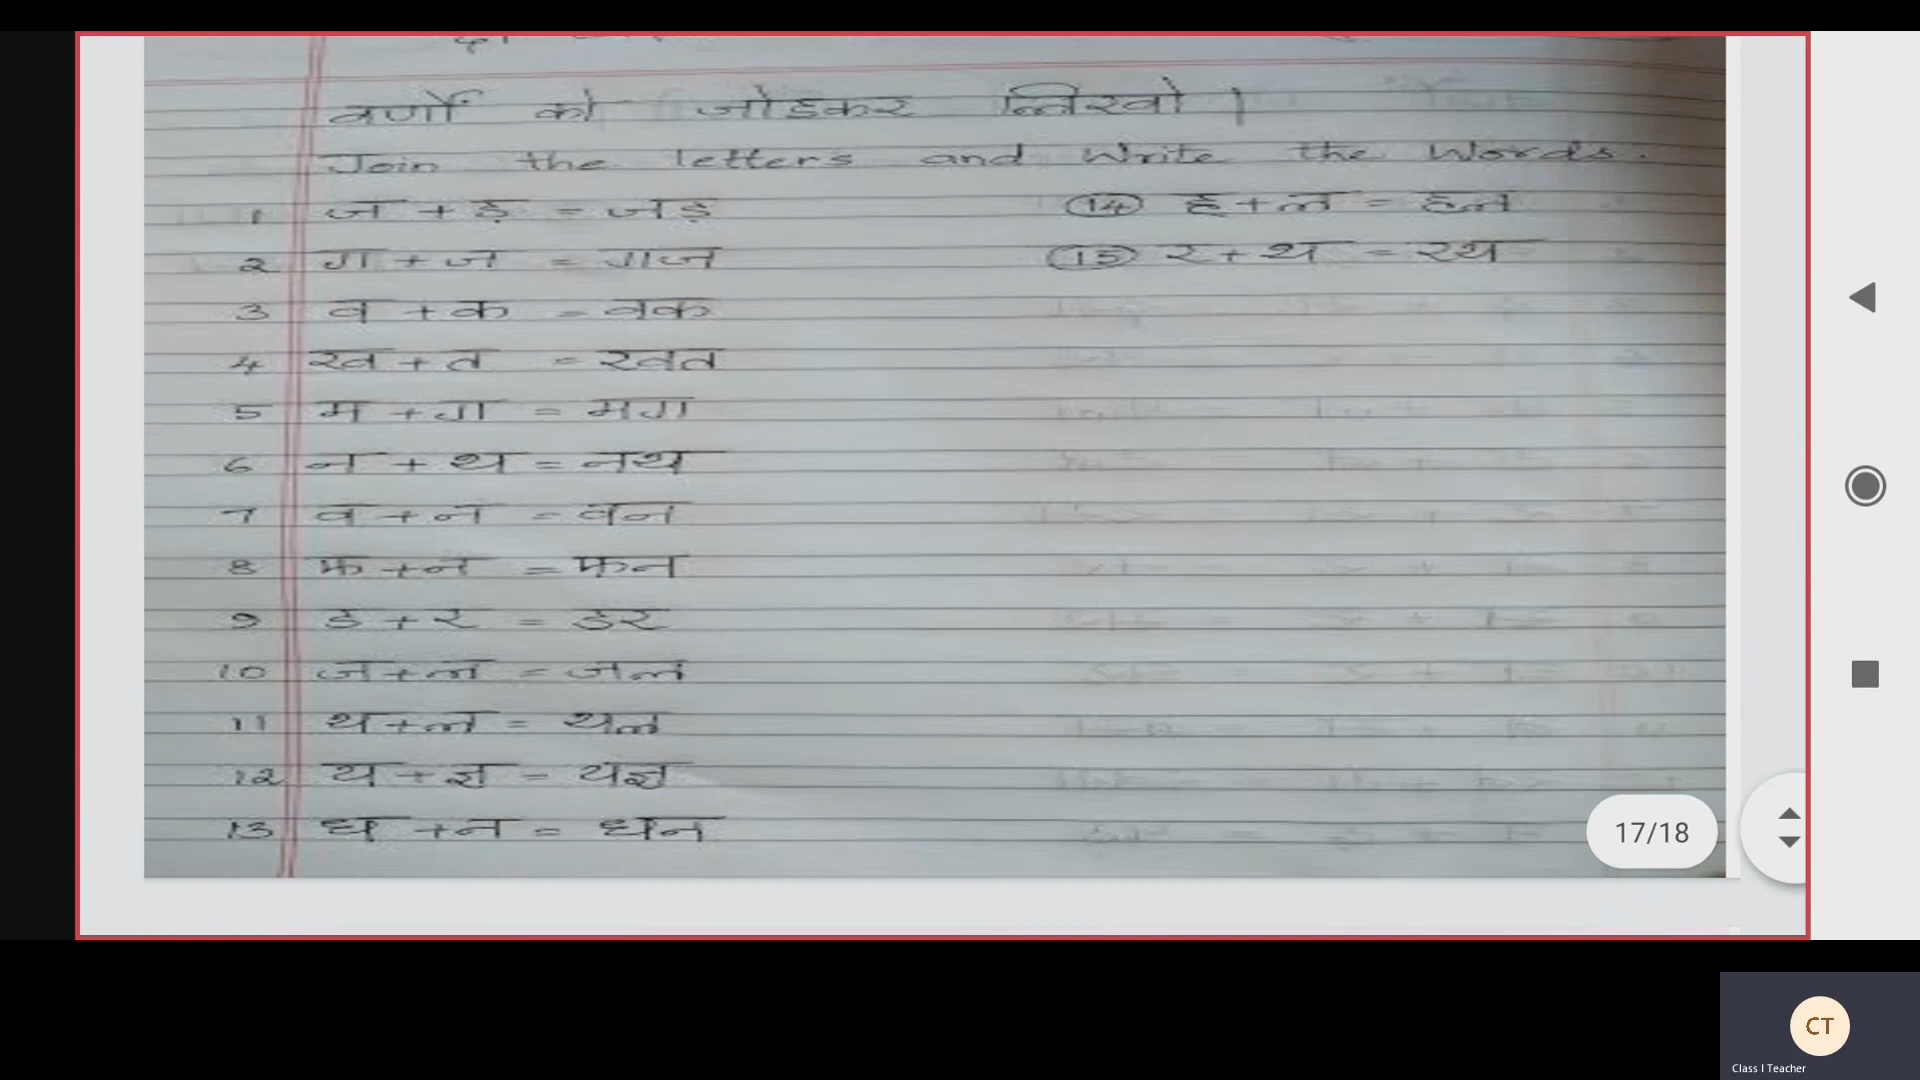 वर्णों को जोडकर लिखो |
Join the letters and Write the Words.
1 ज + ड़ = जड़
2 ग + ज = गज
3 व + क = वक
4 ख + त = खत
5 म + ग = मग
6 न + थ = नथ
7 व + न = वन
8 फ + न = फन
9 ड + र = डर
10 ज + ल = जल
11 थ + ल = थल
12 य + ज्ञ = यज्ञ
13 ध + न = धन
14 ह + ल = हल
15 र + थ = रथ
17/18
CT
Class I Teacher